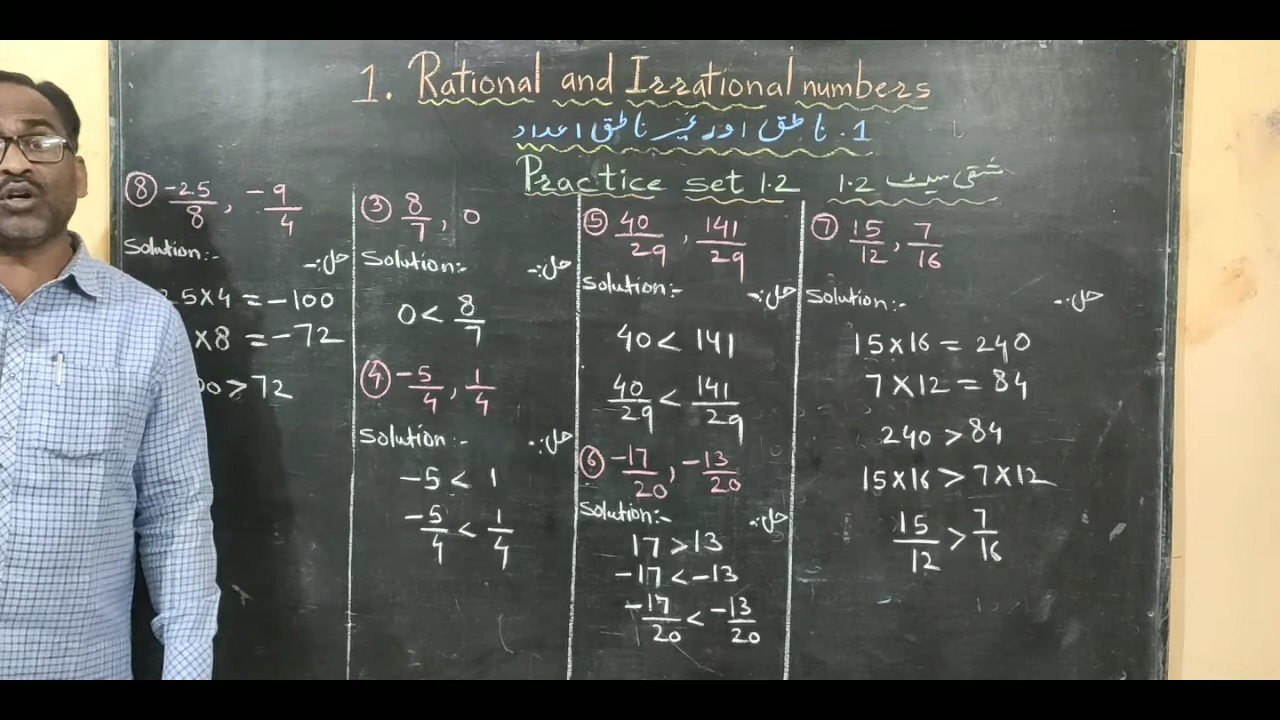 1. Rational and Irrational numbers
1. ناطق اور غیر ناطق اعداد
Practice set 1.2 مشقی سیٹ 1.2
⑧ -25/8, -9/4
Solution:- حل:-
25×4 = -100
×8 = -72
00 > 72
③ 8/7, 0
Solution:- حل:-
0 < 8/7
④ -5/4, 1/4
Solution:- حل:-
-5 < 1
-5/4 < 1/4
⑤ 40/29, 141/29
Solution:- حل:-
40 < 141
40/29 < 141/29
⑥ -17/20, -13/20
Solution:- حل:-
17 > 13
-17 < -13
-17/20 < -13/20
⑦ 15/12, 7/16
Solution:- حل:-
15×16 = 240
7×12 = 84
240 > 84
15×16 > 7×12
15/12 > 7/16